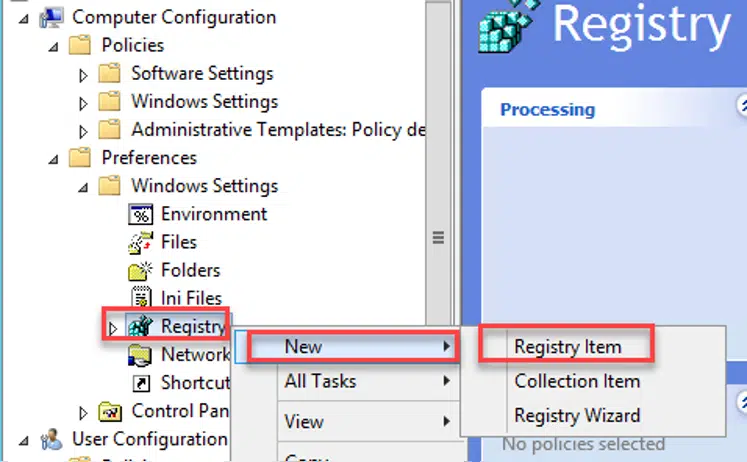 Computer Configuration
Policies
Software Settings
Windows Settings
Administrative Templates: Policy de
Preferences
Windows Settings
Environment
Files
Folders
Ini Files
Registry
Network
Shortcut
Control Pan
User Configuration
New
All Tasks
View
Registry Item
Collection Item
Registry Wizard
Registry
Processing
No policies selected